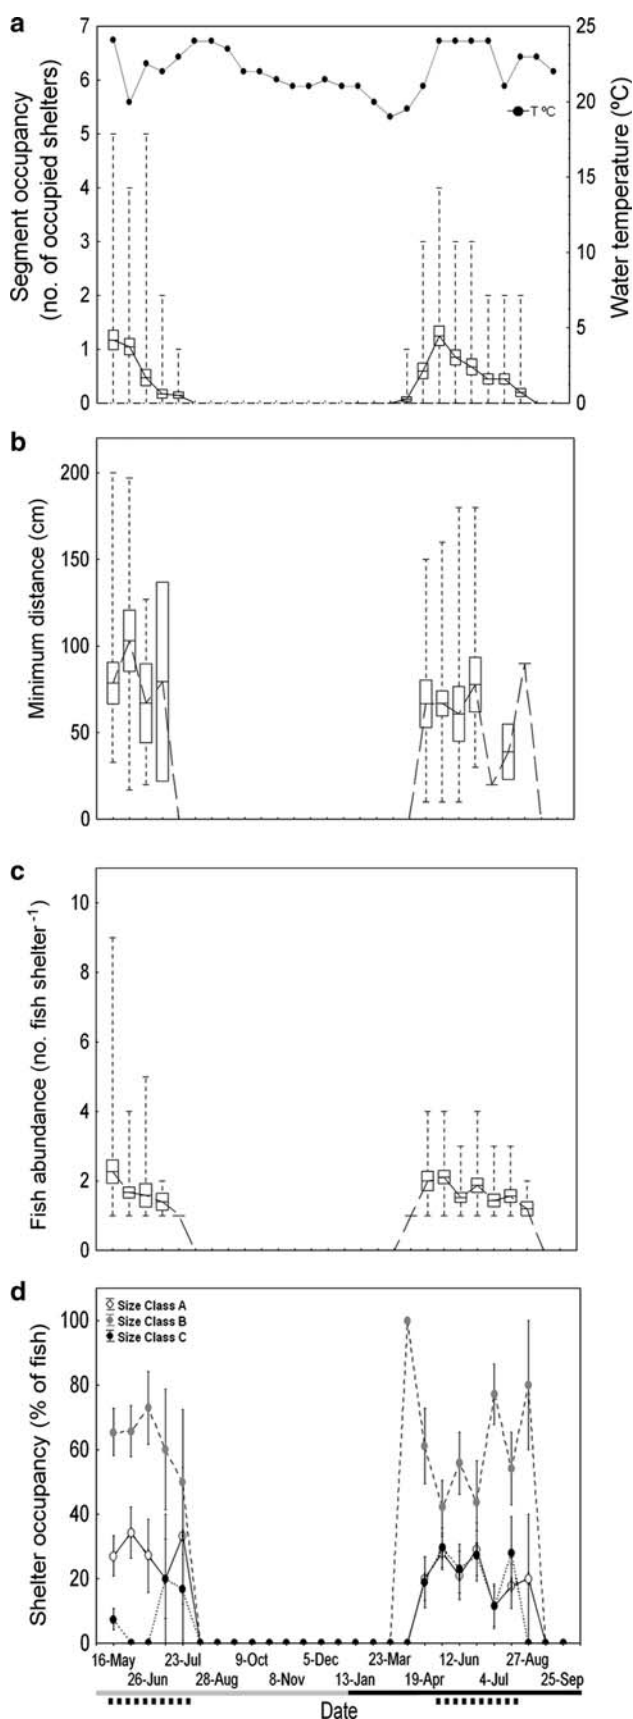 a
7
6
5
4
3
2
1
0
Segment occupancy
(no. of occupied shelters)
25
20
15
10
5
0
Water temperature (ºC)
T ºC
b
200
150
100
50
0
Minimum distance (cm)
c
10
8
6
4
2
0
Fish abundance (no. fish shelter⁻¹)
d
Size Class A
Size Class B
Size Class C
100
80
60
40
20
0
Shelter occupancy (% of fish)
16-May 23-Jul 9-Oct 5-Dec 23-Mar 12-Jun 27-Aug
26-Jun 28-Aug 8-Nov 13-Jan 19-Apr 4-Jul 25-Sep
Date